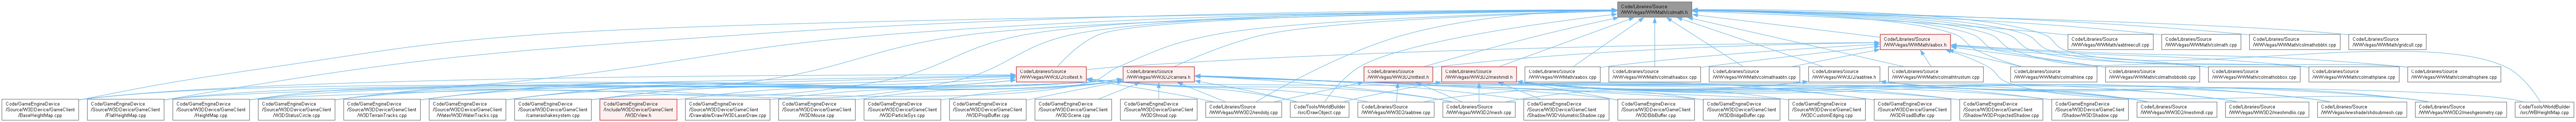 Code/Libraries/Source
/WWVegas/WWMath/colmath.h
Code/Libraries/Source
/WWVegas/WWMath/aabox.h
Code/Libraries/Source
/WWVegas/WWMath/aabtreecull.cpp
Code/Libraries/Source
/WWVegas/WWMath/colmath.cpp
Code/Libraries/Source
/WWVegas/WWMath/colmathobbtri.cpp
Code/Libraries/Source
/WWVegas/WWMath/gridcull.cpp
Code/Libraries/Source
/WWVegas/WW3D2/coltest.h
Code/Libraries/Source
/WWVegas/WW3D2/camera.h
Code/Libraries/Source
/WWVegas/WW3D2/inttest.h
Code/Libraries/Source
/WWVegas/WW3D2/meshmdl.h
Code/Libraries/Source
/WWVegas/WWMath/aabox.cpp
Code/Libraries/Source
/WWVegas/WWMath/colmathaabox.cpp
Code/Libraries/Source
/WWVegas/WWMath/colmathaabtri.cpp
Code/Libraries/Source
/WWVegas/WW3D2/aabtree.h
Code/Libraries/Source
/WWVegas/WWMath/colmathfrustum.cpp
Code/Libraries/Source
/WWVegas/WWMath/colmathline.cpp
Code/Libraries/Source
/WWVegas/WWMath/colmathobbobb.cpp
Code/Libraries/Source
/WWVegas/WWMath/colmathobbox.cpp
Code/Libraries/Source
/WWVegas/WWMath/colmathplane.cpp
Code/Libraries/Source
/WWVegas/WWMath/colmathsphere.cpp
Code/GameEngineDevice
/Source/W3DDevice/GameClient
/BaseHeightMap.cpp
Code/GameEngineDevice
/Source/W3DDevice/GameClient
/FlatHeightMap.cpp
Code/GameEngineDevice
/Source/W3DDevice/GameClient
/HeightMap.cpp
Code/GameEngineDevice
/Source/W3DDevice/GameClient
/W3DStatusCircle.cpp
Code/GameEngineDevice
/Source/W3DDevice/GameClient
/W3DTerrainTracks.cpp
Code/GameEngineDevice
/Source/W3DDevice/GameClient
/Water/W3DWaterTracks.cpp
Code/GameEngineDevice
/Source/W3DDevice/GameClient
/camerashakesystem.cpp
Code/GameEngineDevice
/Include/W3DDevice/GameClient
/W3DView.h
Code/GameEngineDevice
/Source/W3DDevice/GameClient
/Drawable/Draw/W3DLaserDraw.cpp
Code/GameEngineDevice
/Source/W3DDevice/GameClient
/W3DMouse.cpp
Code/GameEngineDevice
/Source/W3DDevice/GameClient
/W3DParticleSys.cpp
Code/GameEngineDevice
/Source/W3DDevice/GameClient
/W3DPropBuffer.cpp
Code/GameEngineDevice
/Source/W3DDevice/GameClient
/W3DScene.cpp
Code/GameEngineDevice
/Source/W3DDevice/GameClient
/W3DShroud.cpp
Code/Libraries/Source
/WWVegas/WW3D2/rendobj.cpp
Code/Tools/WorldBuilder
/src/DrawObject.cpp
Code/Libraries/Source
/WWVegas/WW3D2/aabtree.cpp
Code/Libraries/Source
/WWVegas/WW3D2/mesh.cpp
Code/GameEngineDevice
/Source/W3DDevice/GameClient
/Shadow/W3DVolumetricShadow.cpp
Code/GameEngineDevice
/Source/W3DDevice/GameClient
/W3DBibBuffer.cpp
Code/GameEngineDevice
/Source/W3DDevice/GameClient
/W3DBridgeBuffer.cpp
Code/GameEngineDevice
/Source/W3DDevice/GameClient
/W3DCustomEdging.cpp
Code/GameEngineDevice
/Source/W3DDevice/GameClient
/W3DRoadBuffer.cpp
Code/GameEngineDevice
/Source/W3DDevice/GameClient
/Shadow/W3DProjectedShadow.cpp
Code/GameEngineDevice
/Source/W3DDevice/GameClient
/Shadow/W3DShadow.cpp
Code/Libraries/Source
/WWVegas/WW3D2/meshmdl.cpp
Code/Libraries/Source
/WWVegas/WW3D2/meshmdlio.cpp
Code/Libraries/Source
/WWVegas/wwshade/shdsubmesh.cpp
Code/Libraries/Source
/WWVegas/WW3D2/meshgeometry.cpp
Code/Tools/WorldBuilder
/src/WBHeightMap.cpp